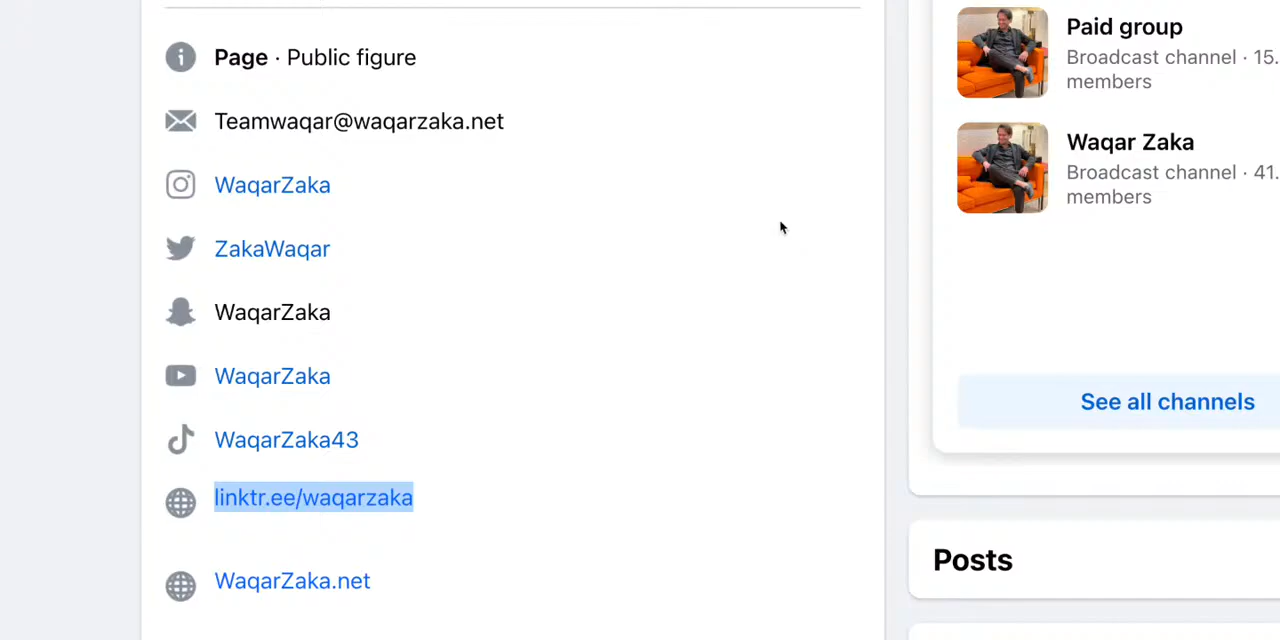 Page · Public figure
Teamwaqar@waqarzaka.net
WaqarZaka
ZakaWaqar
WaqarZaka
WaqarZaka
WaqarZaka43
linktr.ee/waqarzaka
WaqarZaka.net
Paid group
Broadcast channel · 15.
members
Waqar Zaka
Broadcast channel · 41.
members
See all channels
Posts